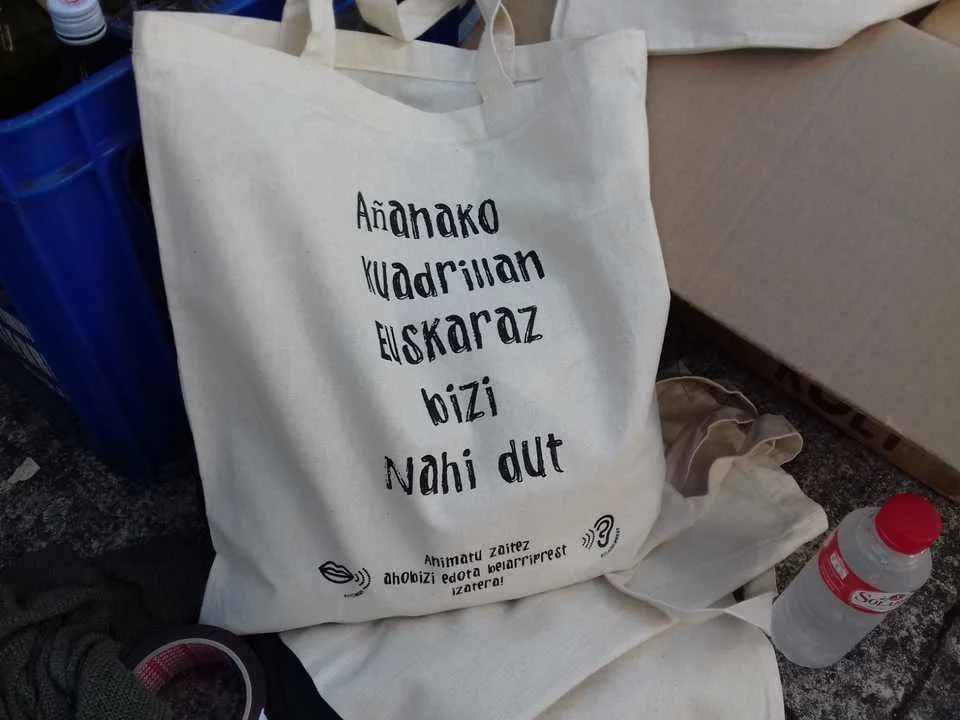 Añanako
kuadrillan
Euskaraz
bizi
Nahi dut
Animatu zaitez
ahobizi edota belarriprest
izatera!